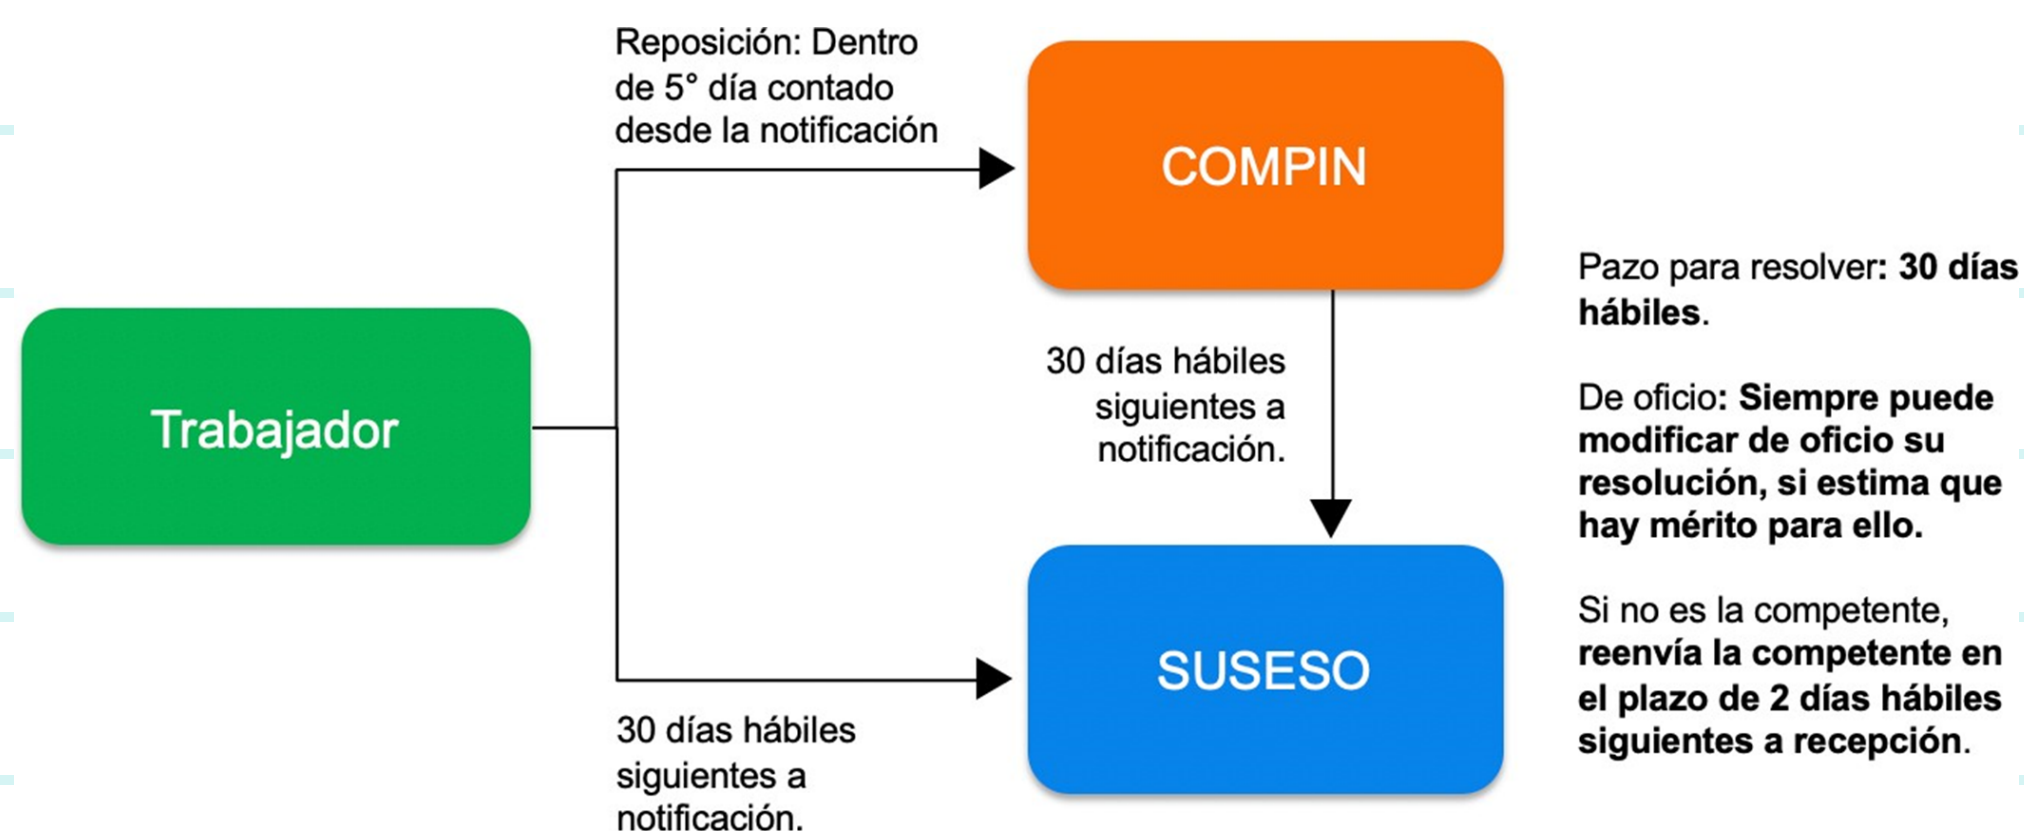 Reposición: Dentro
de 5° día contado
desde la notificación
COMPIN
Trabajador
30 días hábiles
siguientes a
notificación.
SUSESO
30 días hábiles
siguientes a
notificación.
Pazo para resolver: 30 días
hábiles.
De oficio: Siempre puede
modificar de oficio su
resolución, si estima que
hay mérito para ello.
Si no es la competente,
reenvía la competente en
el plazo de 2 días hábiles
siguientes a recepción.